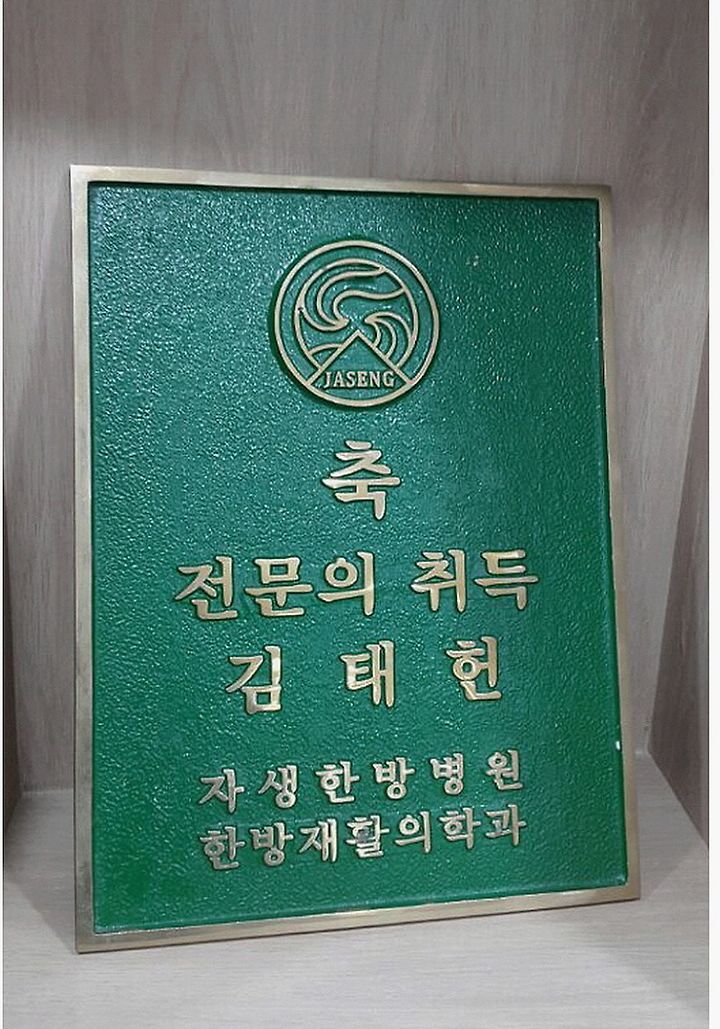 JASENG
축
전문의 취득
김 태 헌
자생한방병원
한방재활의학과